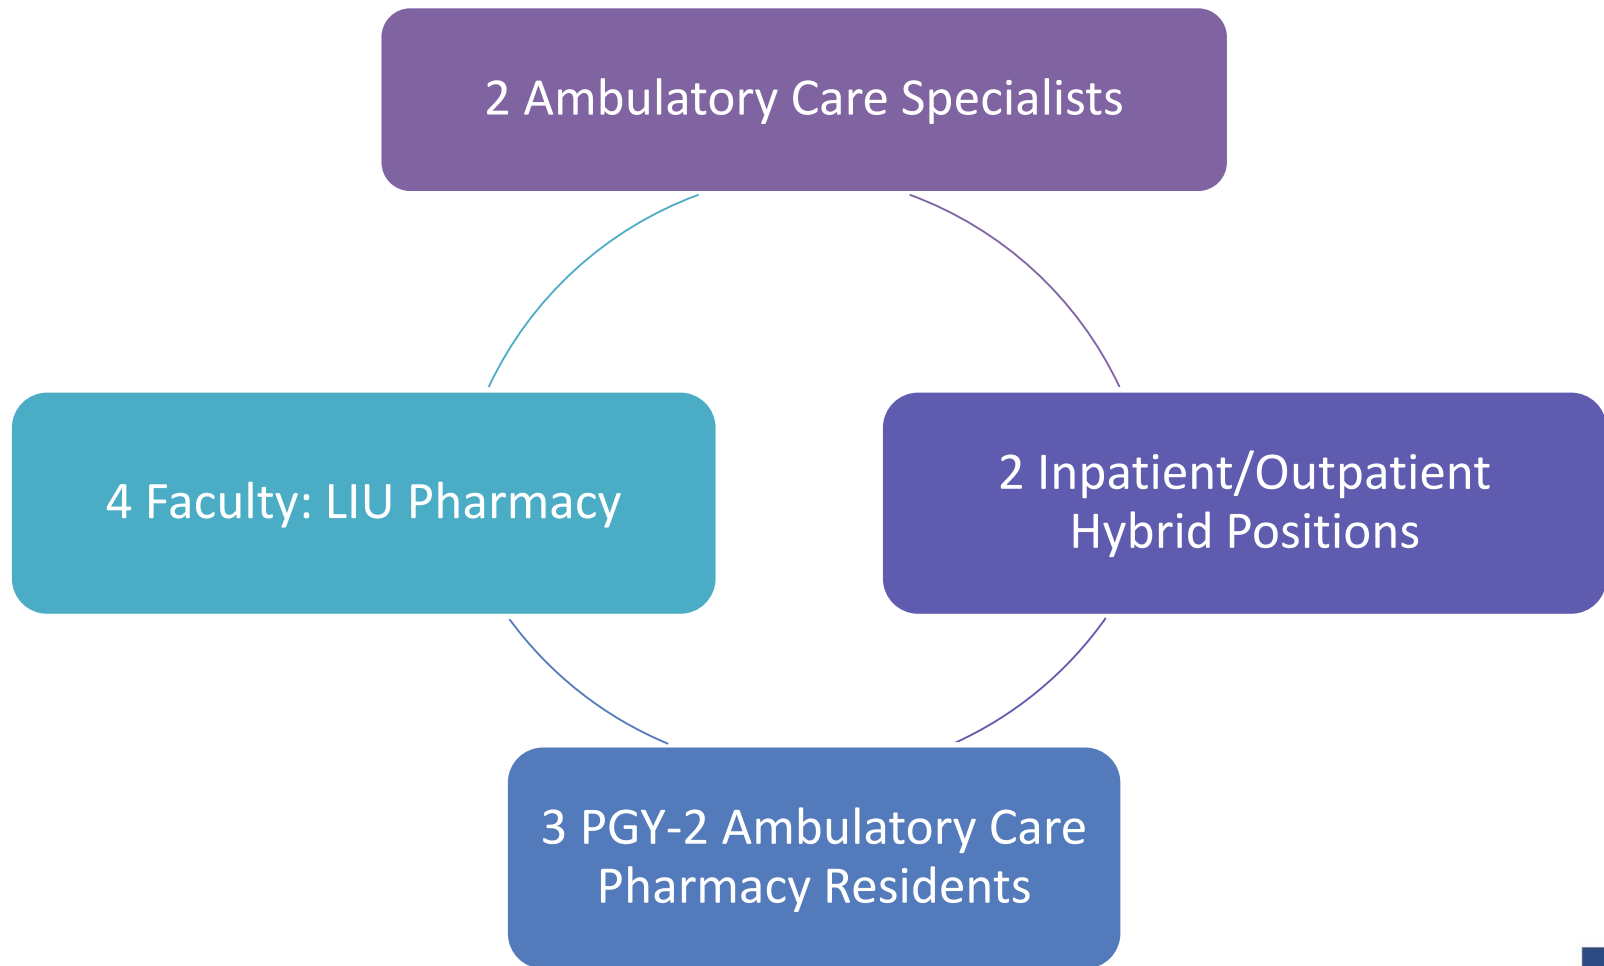 2 Ambulatory Care Specialists
4 Faculty: LIU Pharmacy
2 Inpatient/Outpatient
Hybrid Positions
3 PGY-2 Ambulatory Care
Pharmacy Residents